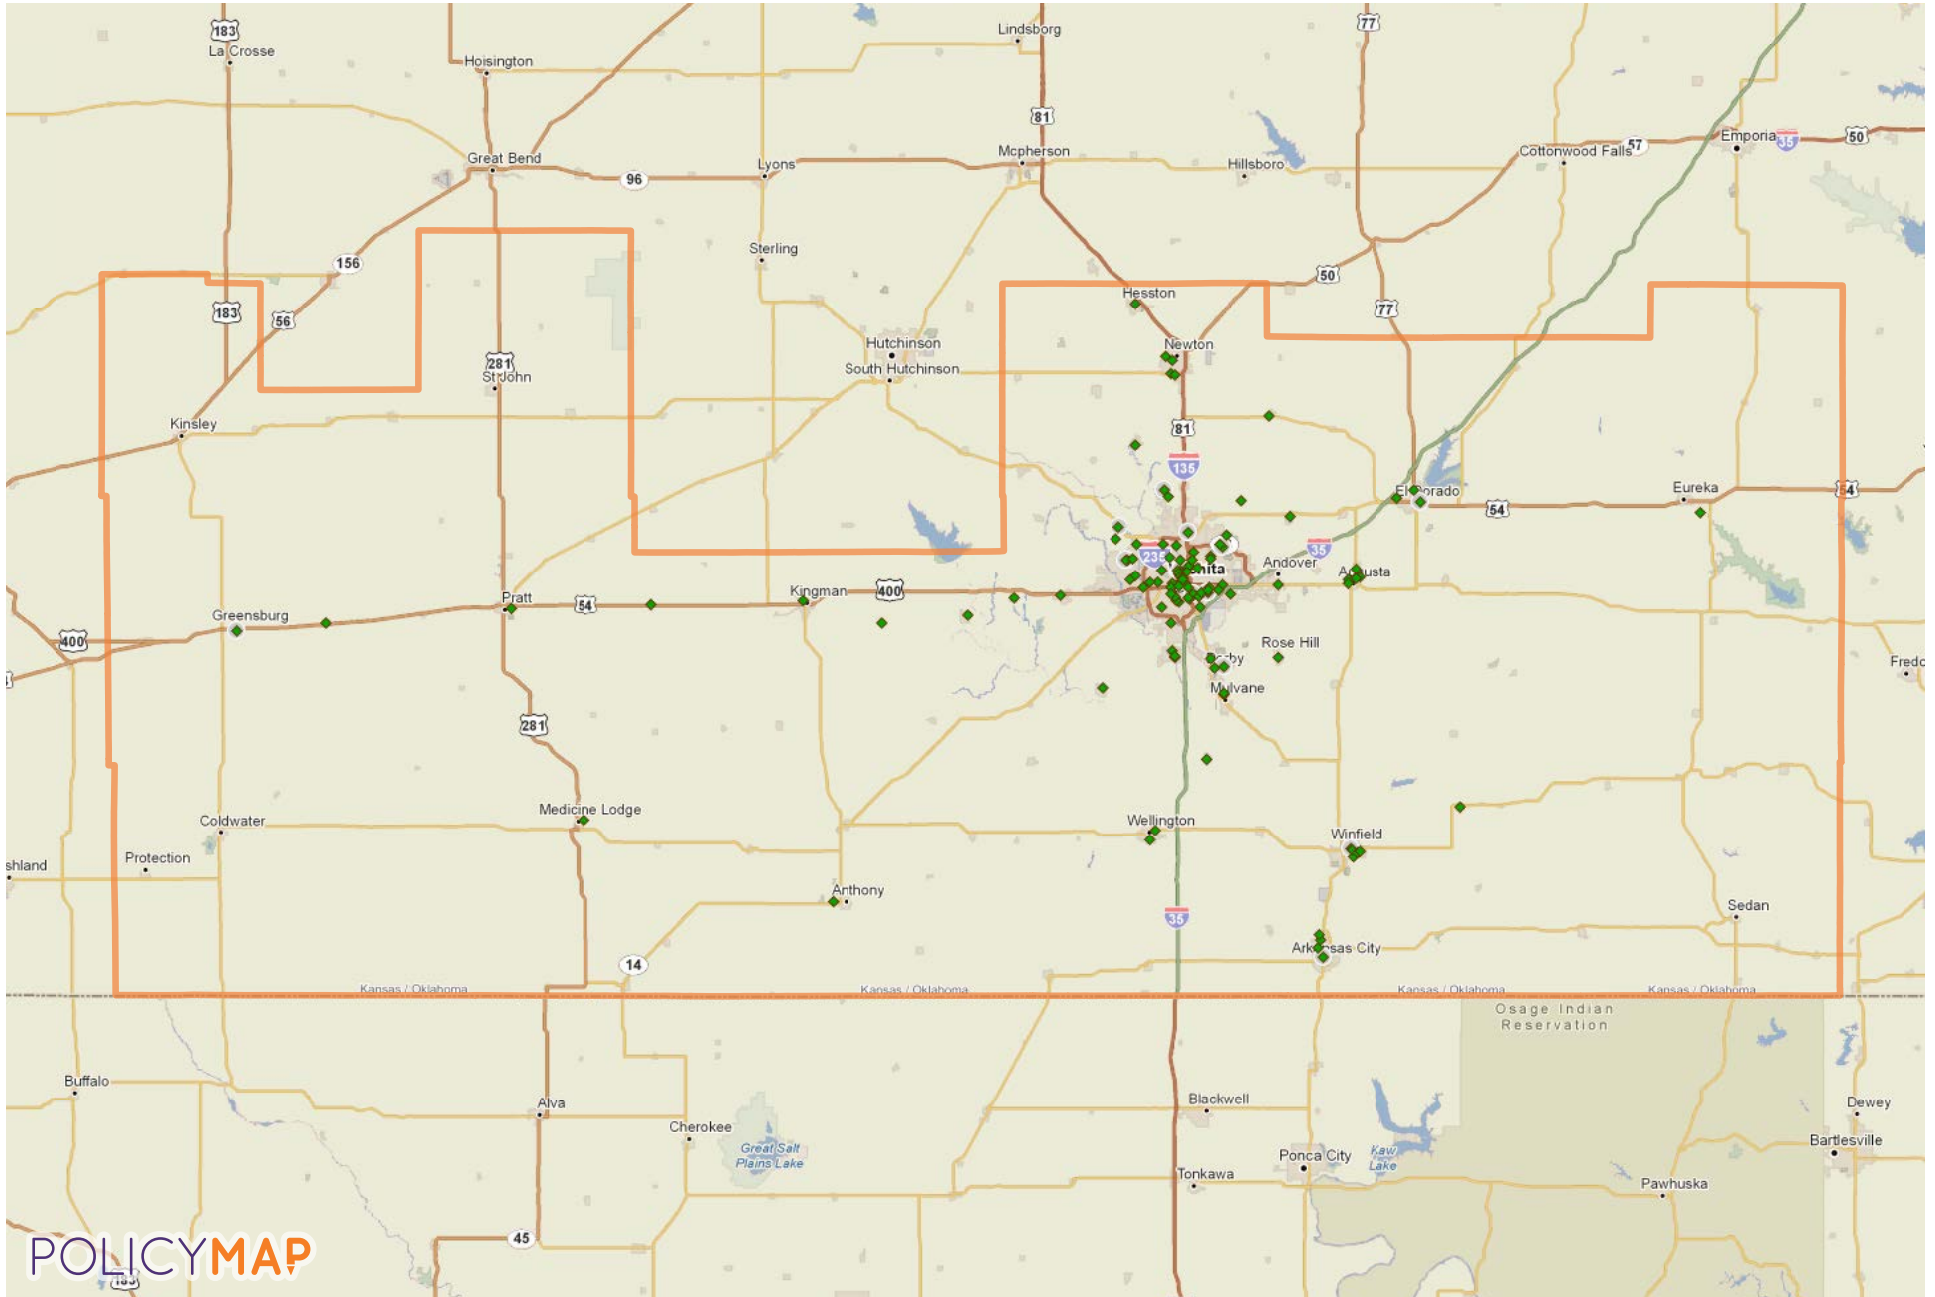 183
La Crosse
Hoisington
Lindsborg
77
81
Great Bend
96
Lyons
Mcpherson
Hillsboro
Cottonwood Falls
57
Emporia
35
50
Sterling
156
50
183
56
Hesston
77
281
St John
Hutchinson
South Hutchinson
Newton
Kinsley
81
135
El Dorado
54
Eureka
54
235
35
Andover
Greensburg
400
Pratt
54
Kingman
400
Rose Hill
Mulvane
281
Coldwater
Protection
Medicine Lodge
Wellington
Winfield
Anthony
Sedan
35
Arkansas City
14
Kansas / Oklahoma
Kansas / Oklahoma
Kansas / Oklahoma
Kansas / Oklahoma
Osage Indian
Reservation
Buffalo
Alva
Cherokee
Great Salt
Plains Lake
Blackwell
Ponca City
Kaw
Lake
Tonkawa
Dewey
Bartlesville
Pawhuska
45
POLICYMAP
183